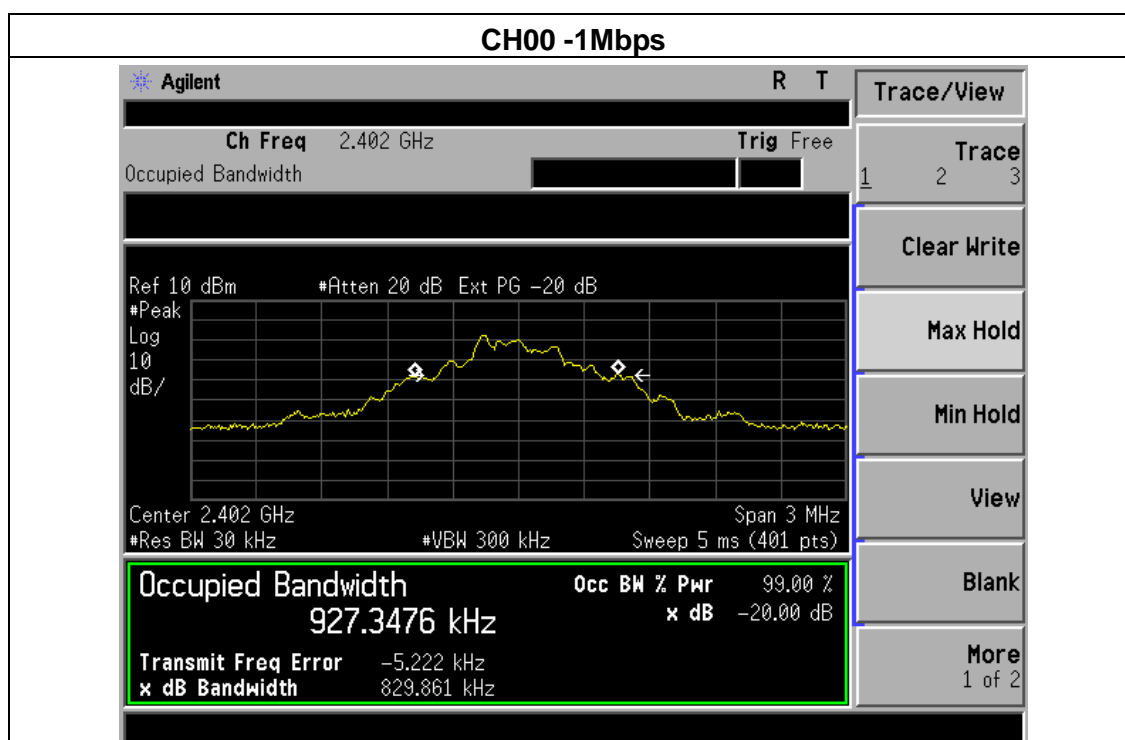 CH00 -1Mbps
Agilent R T
Trace/View
Ch Freq 2.402 GHz Trig Free
Occupied Bandwidth
Trace
1 2 3
Clear Write
Ref 10 dBm #Atten 20 dB Ext PG -20 dB
#Peak
Log
10
dB/
Max Hold
Min Hold
View
Center 2.402 GHz Span 3 MHz
#Res BW 30 kHz #VBW 300 kHz Sweep 5 ms (401 pts)
Occupied Bandwidth Occ BW % Pwr 99.00 %
927.3476 kHz x dB -20.00 dB
Blank
Transmit Freq Error -5.222 kHz
x dB Bandwidth 829.861 kHz
More
1 of 2